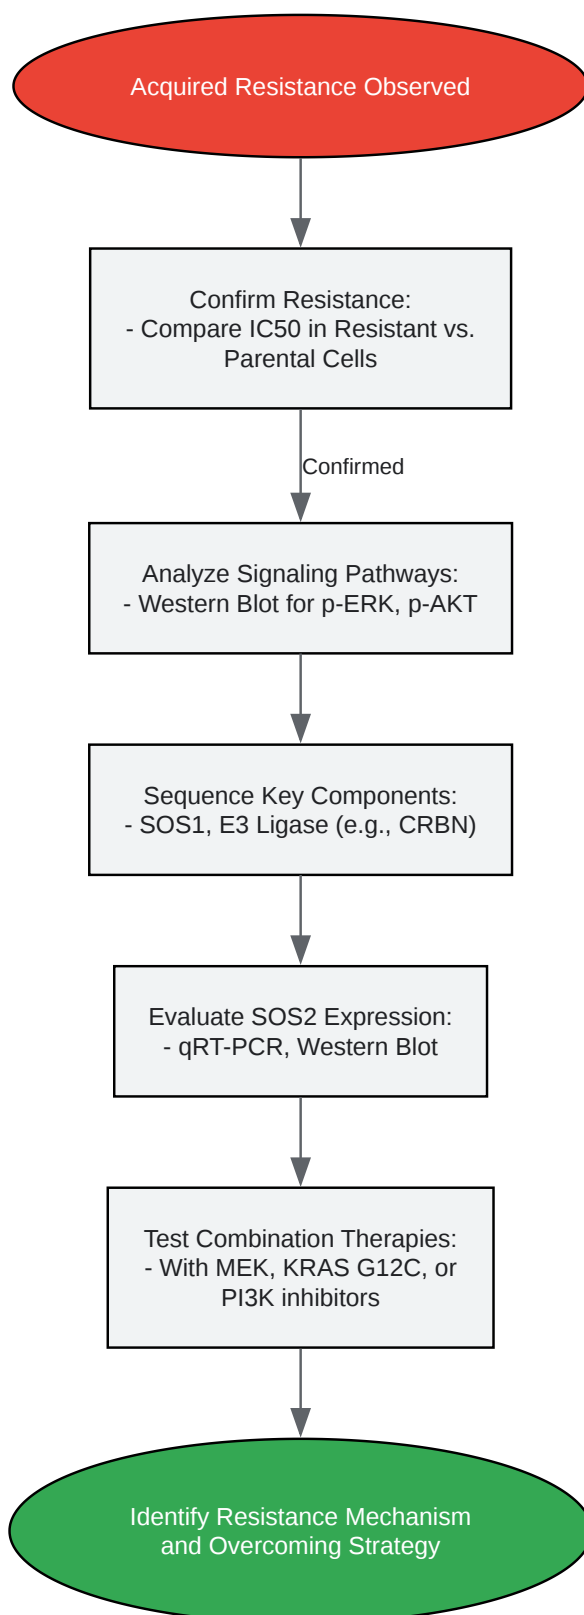 Acquired Resistance Observed
Confirm Resistance:
- Compare IC50 in Resistant vs.
Parental Cells
Confirmed
Analyze Signaling Pathways:
- Western Blot for p-ERK, p-AKT
Sequence Key Components:
- SOS1, E3 Ligase (e.g., CRBN)
Evaluate SOS2 Expression:
- qRT-PCR, Western Blot
Test Combination Therapies:
- With MEK, KRAS G12C, or
PI3K inhibitors
Identify Resistance Mechanism
and Overcoming Strategy